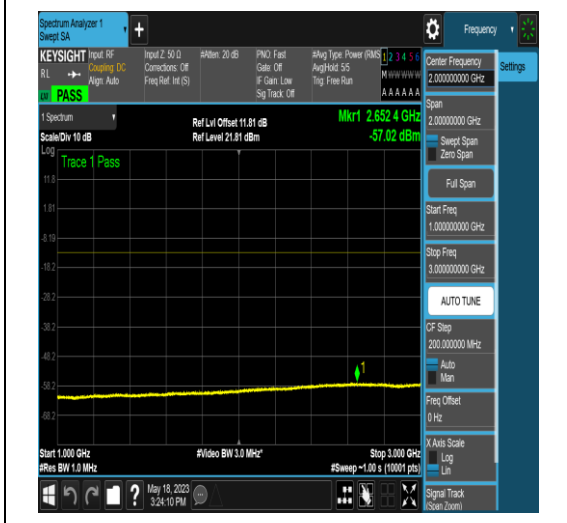 Spectrum Analyzer 1
Swept SA
+
Frequency
KEYSIGHT
RL
PASS
Input: RF
Coupling: DC
Align: Auto
Input Z: 50 Ω
Corrections: Off
Freq Ref: Int (S)
#Atten: 20 dB
PNO: Fast
Gate: Off
IF Gain: Low
Sig Track: Off
#Avg Type: Power (RMS
Avg|Hold: 5/5
Trig: Free Run
1 2 3 4 5 6
M W W W W W
A A A A A A
1 Spectrum
Scale/Div 10 dB
Ref Lvl Offset 11.81 dB
Ref Level 21.81 dBm
Mkr1 2.652 4 GHz
-57.02 dBm
Log
Trace 1 Pass
11.8
1.81
-8.19
-18.2
-28.2
-38.2
-48.2
-58.2
-68.2
1
Start 1.000 GHz
#Res BW 1.0 MHz
#Video BW 3.0 MHz*
Stop 3.000 GHz
#Sweep ~1.00 s (10001 pts)
?
May 18, 2023
3:24:10 PM
Center Frequency
2.000000000 GHz
Settings
Span
2.00000000 GHz
Swept Span
Zero Span
Full Span
Start Freq
1.000000000 GHz
Stop Freq
3.000000000 GHz
AUTO TUNE
CF Step
200.000000 MHz
Auto
Man
Freq Offset
0 Hz
X Axis Scale
Log
Lin
Signal Track
(Span Zoom)